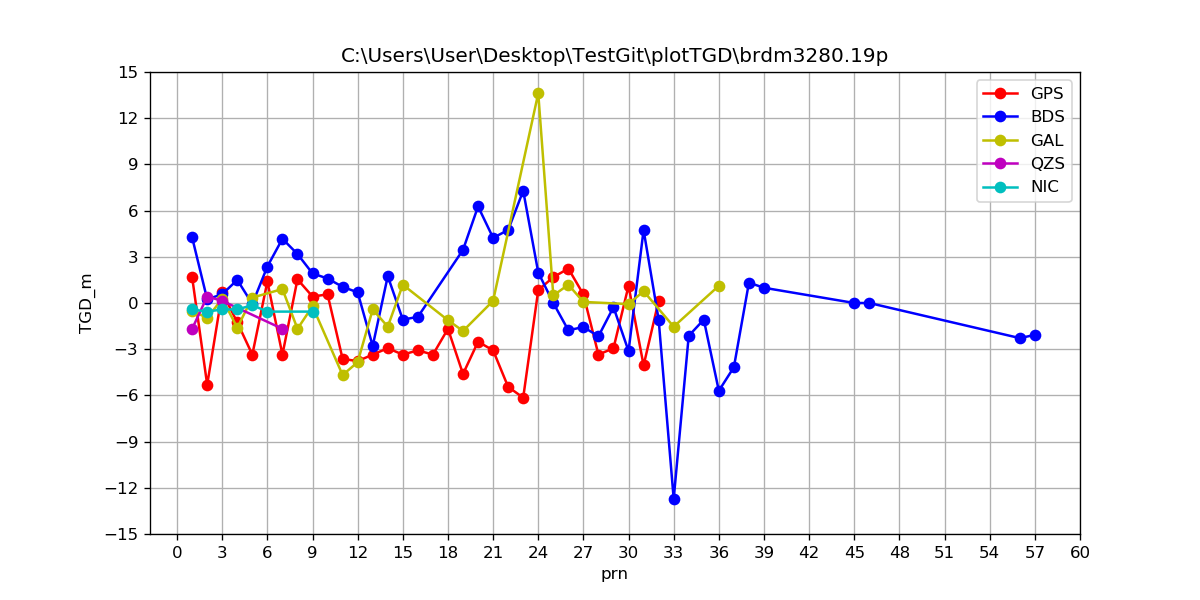 C:\Users\User\Desktop\TestGit\plotTGD\brdm3280.19p
15
12
9
6
3
0
−3
−6
−9
−12
−15
TGD_m
GPS
BDS
GAL
QZS
NIC
0 3 6 9 12 15 18 21 24 27 30 33 36 39 42 45 48 51 54 57 60
prn